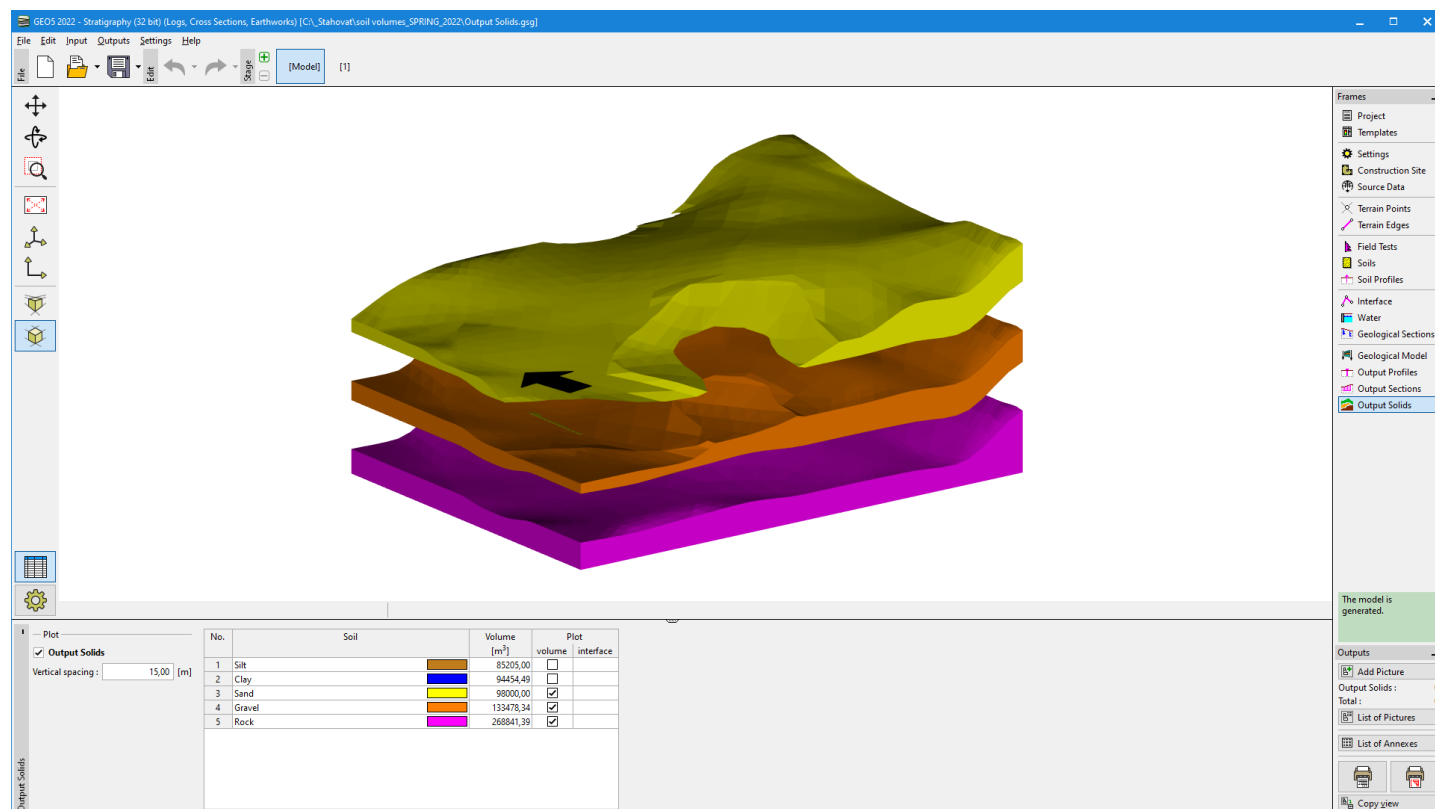 GEO5 2022 - Stratigraphy (32 bit) (Logs, Cross Sections, Earthworks) [C:\_Stahovat\soil volumes_SPRING_2022\Output Solids.gsg]
File Edit Input Outputs Settings Help
File
Edit
Stage
[Model] [1]
Frames
Project
Templates
Settings
Construction Site
Source Data
Terrain Points
Terrain Edges
Field Tests
Soils
Soil Profiles
Interface
Water
Geological Sections
Geological Model
Output Profiles
Output Sections
Output Solids
The model is
generated.
Plot
Output Solids
Vertical spacing : 15,00 [m]
No. Soil Volume Plot
[m³] volume interface
1 Silt 85205,00
2 Clay 94454,49
3 Sand 98000,00
4 Gravel 133478,34
5 Rock 268841,39
Output Solids
Outputs
Add Picture
Output Solids :
Total :
List of Pictures
List of Annexes
Copy view